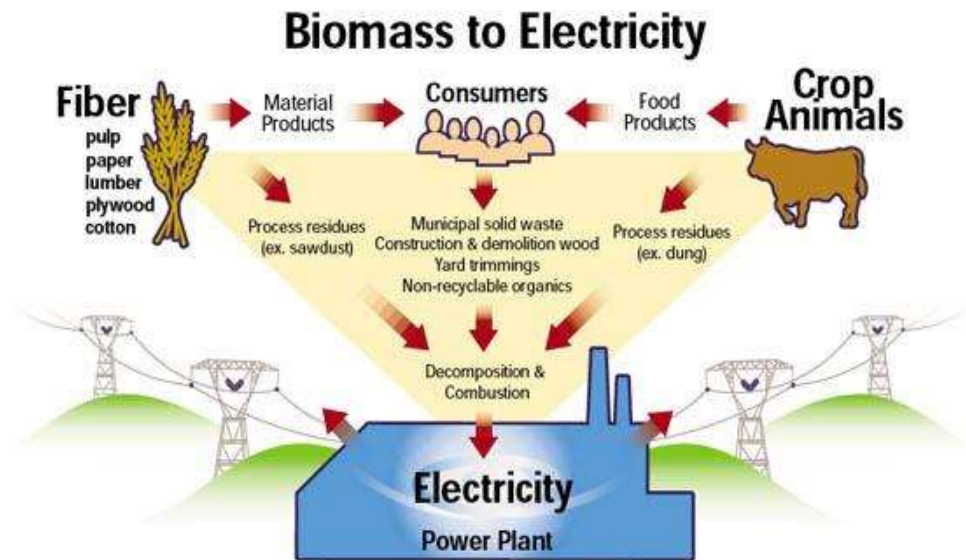 Biomass to Electricity
Fiber
pulp
paper
lumber
plywood
cotton
Material
Products
Consumers
Food
Products
Crop
Animals
Process residues
(ex. sawdust)
Municipal solid waste
Construction & demolition wood
Yard trimmings
Non-recyclable organics
Process residues
(ex. dung)
Decomposition &
Combustion
Electricity
Power Plant